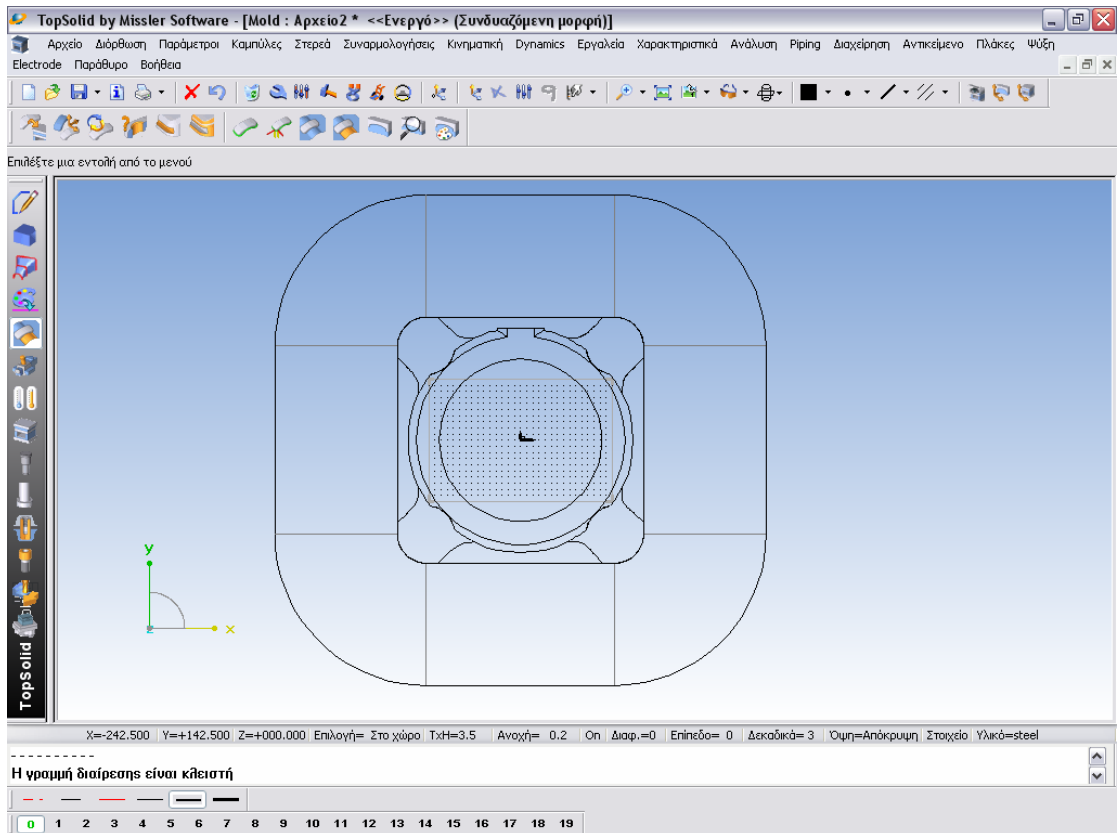 TopSolid by Missler Software - [Mold : Αρχείο2 * <<Ενεργό>> (Συνδυαζόμενη μορφή)]
Αρχείο Διόρθωση Παράμετροι Καμπύλες Στερεά Συναρμολογήσεις Κινηματική Dynamics Εργαλεία Χαρακτηριστικά Ανάλυση Piping Διαχείρηση Αντικείμενο Πλάκες Ψύξη
Electrode Παράθυρο Βοήθεια
Επιλέξτε μια εντολή από το μενού
y
z x
TopSolid
X=-242.500 Y=+142.500 Z=+000.000 Επιλογή= Στο χώρο TxH=3.5 Ανοχή= 0.2 On Διαφ.=0 Επίπεδο= 0 Δεκαδικά= 3 Όψη=Απόκρυψη Στοιχείο Υλικό=steel
----------
Η γραμμή διαίρεσης είναι κλειστή
0 1 2 3 4 5 6 7 8 9 10 11 12 13 14 15 16 17 18 19